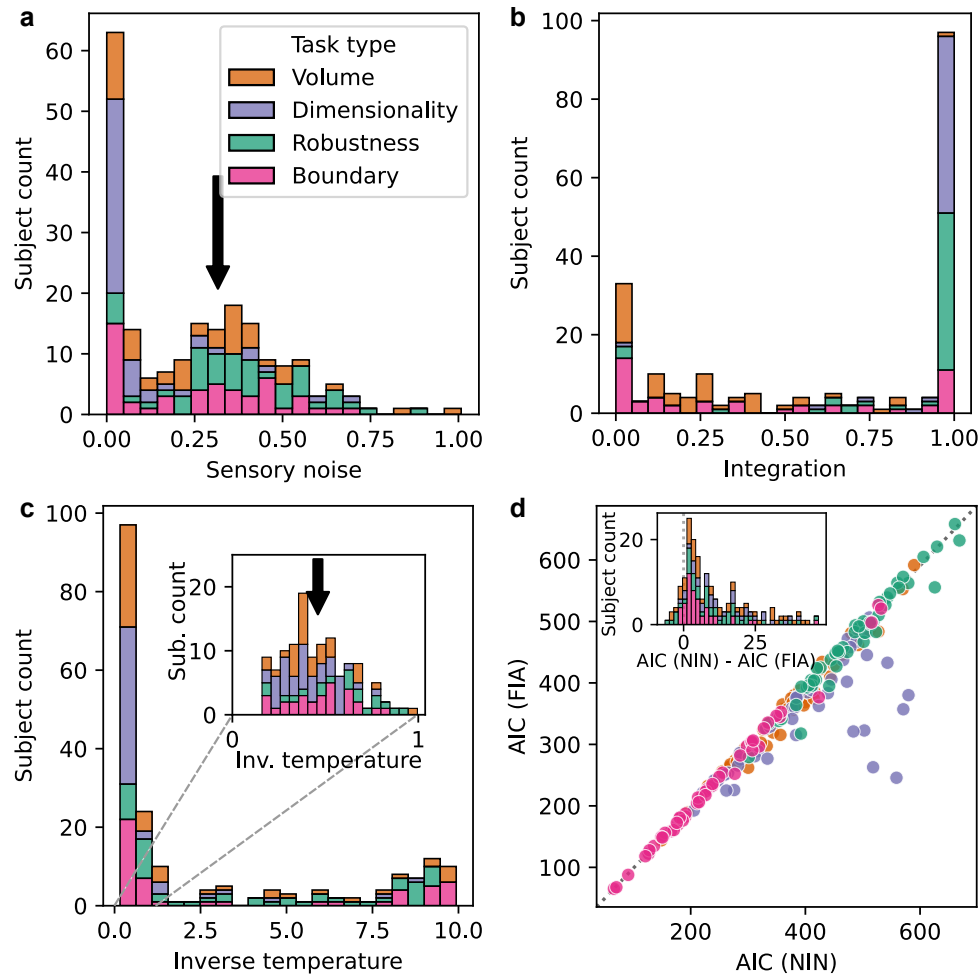 a
60
50
40
30
20
10
0
Subject count
0.00
0.25
0.50
0.75
1.00
Sensory noise
Task type
Volume
Dimensionality
Robustness
Boundary
b
100
80
60
40
20
0
Subject count
0.00
0.25
0.50
0.75
1.00
Integration
c
100
80
60
40
20
0
Subject count
0.0
2.5
5.0
7.5
10.0
Inverse temperature
20
10
0
Sub. count
0
1
Inv. temperature
d
600
500
400
300
200
100
AIC (FIA)
200
400
600
AIC (NIN)
20
0
Subject count
0
25
AIC (NIN) - AIC (FIA)